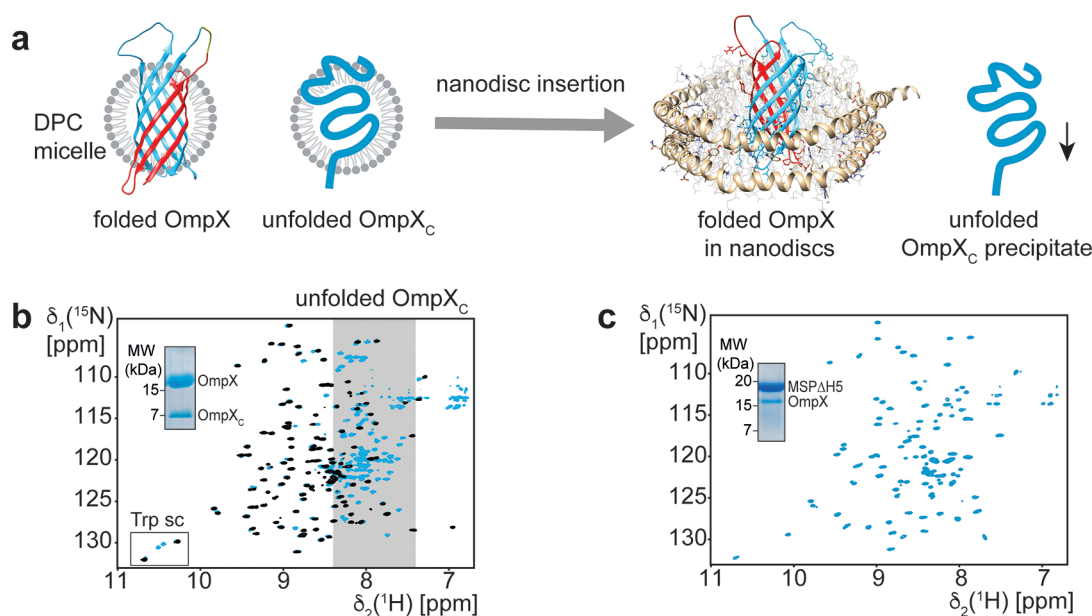 a
DPC
micelle
folded OmpX
unfolded OmpXC
nanodisc insertion
folded OmpX
in nanodiscs
unfolded
OmpXC precipitate
b
unfolded OmpXC
δ1(15N)
[ppm]
MW
(kDa)
15
7
OmpX
OmpXC
110
115
120
125
130
Trp sc
11
10
9
8
7
δ2(1H) [ppm]
c
δ1(15N)
[ppm]
MW
(kDa)
20
15
7
MSPΔH5
OmpX
110
115
120
125
130
11
10
9
8
7
δ2(1H) [ppm]